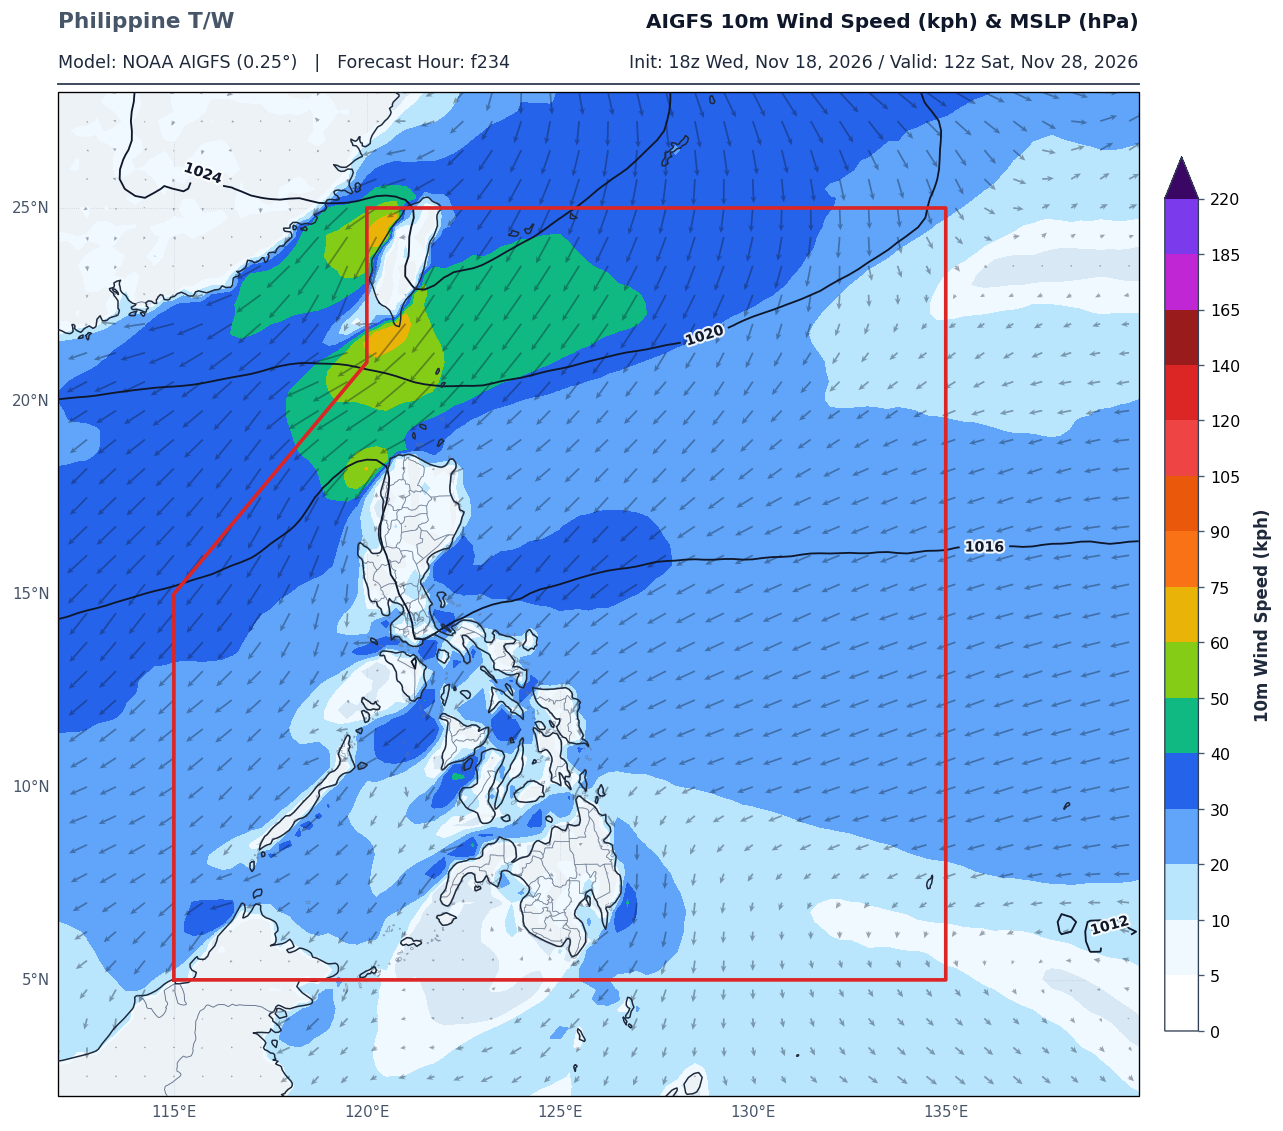 Philippine T/W
AIGFS 10m Wind Speed (kph) & MSLP (hPa)
Model: NOAA AIGFS (0.25°)   |   Forecast Hour: f234
Init: 18z Wed, Nov 18, 2026 / Valid: 12z Sat, Nov 28, 2026
1024
1020
1016
1012
25°N
20°N
15°N
10°N
5°N
115°E
120°E
125°E
130°E
135°E
220
185
165
140
120
105
90
75
60
50
40
30
20
10
5
0
10m Wind Speed (kph)